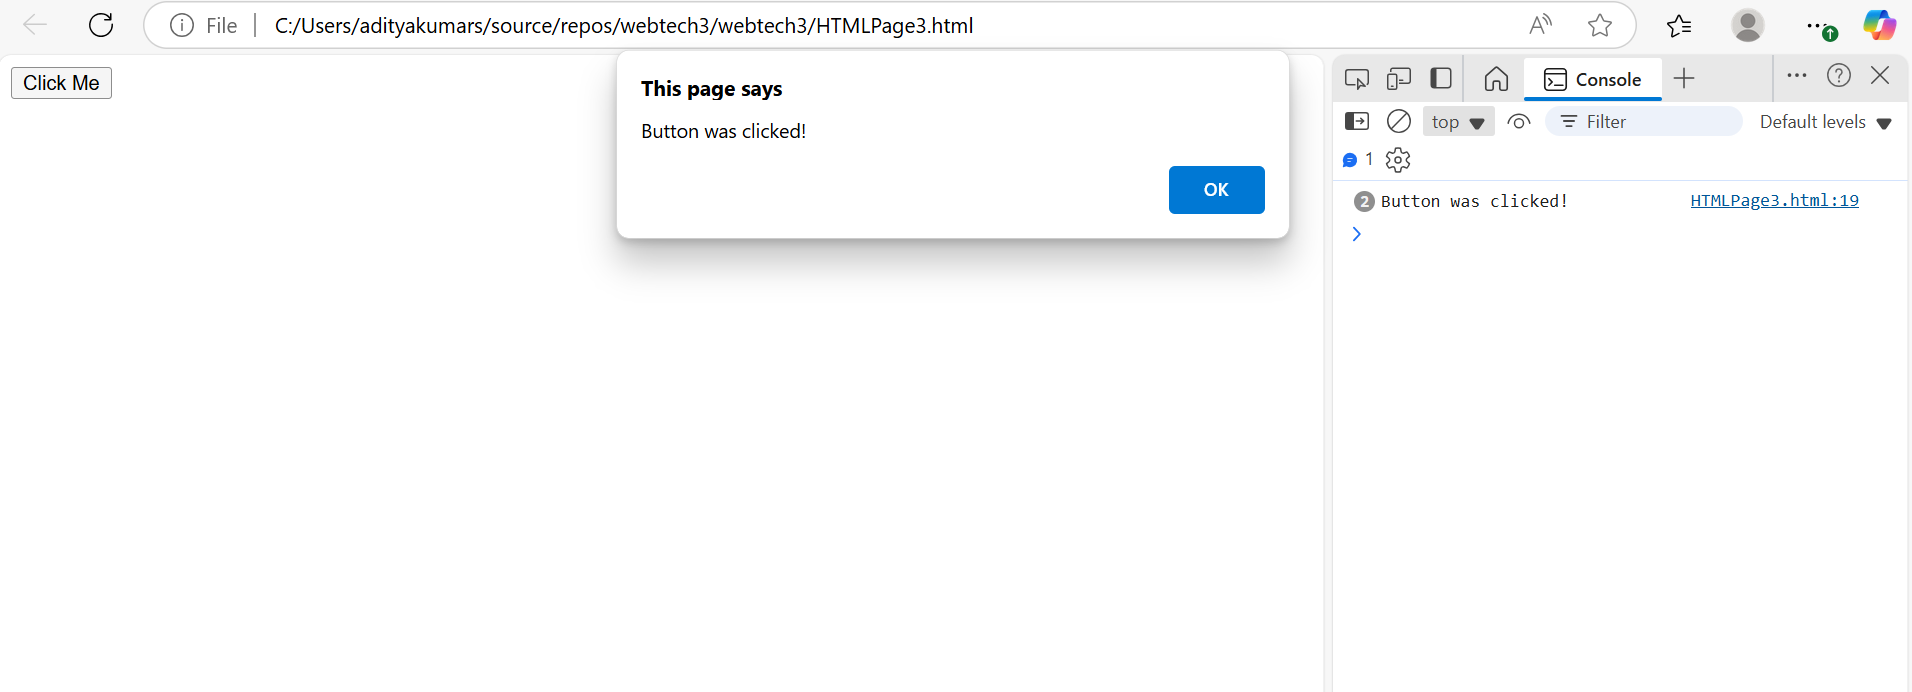 File C:/Users/adityakumars/source/repos/webtech3/webtech3/HTMLPage3.html
Click Me
This page says
Button was clicked!
OK
Console
top
Filter
Default levels
1
2 Button was clicked! HTMLPage3.html:19